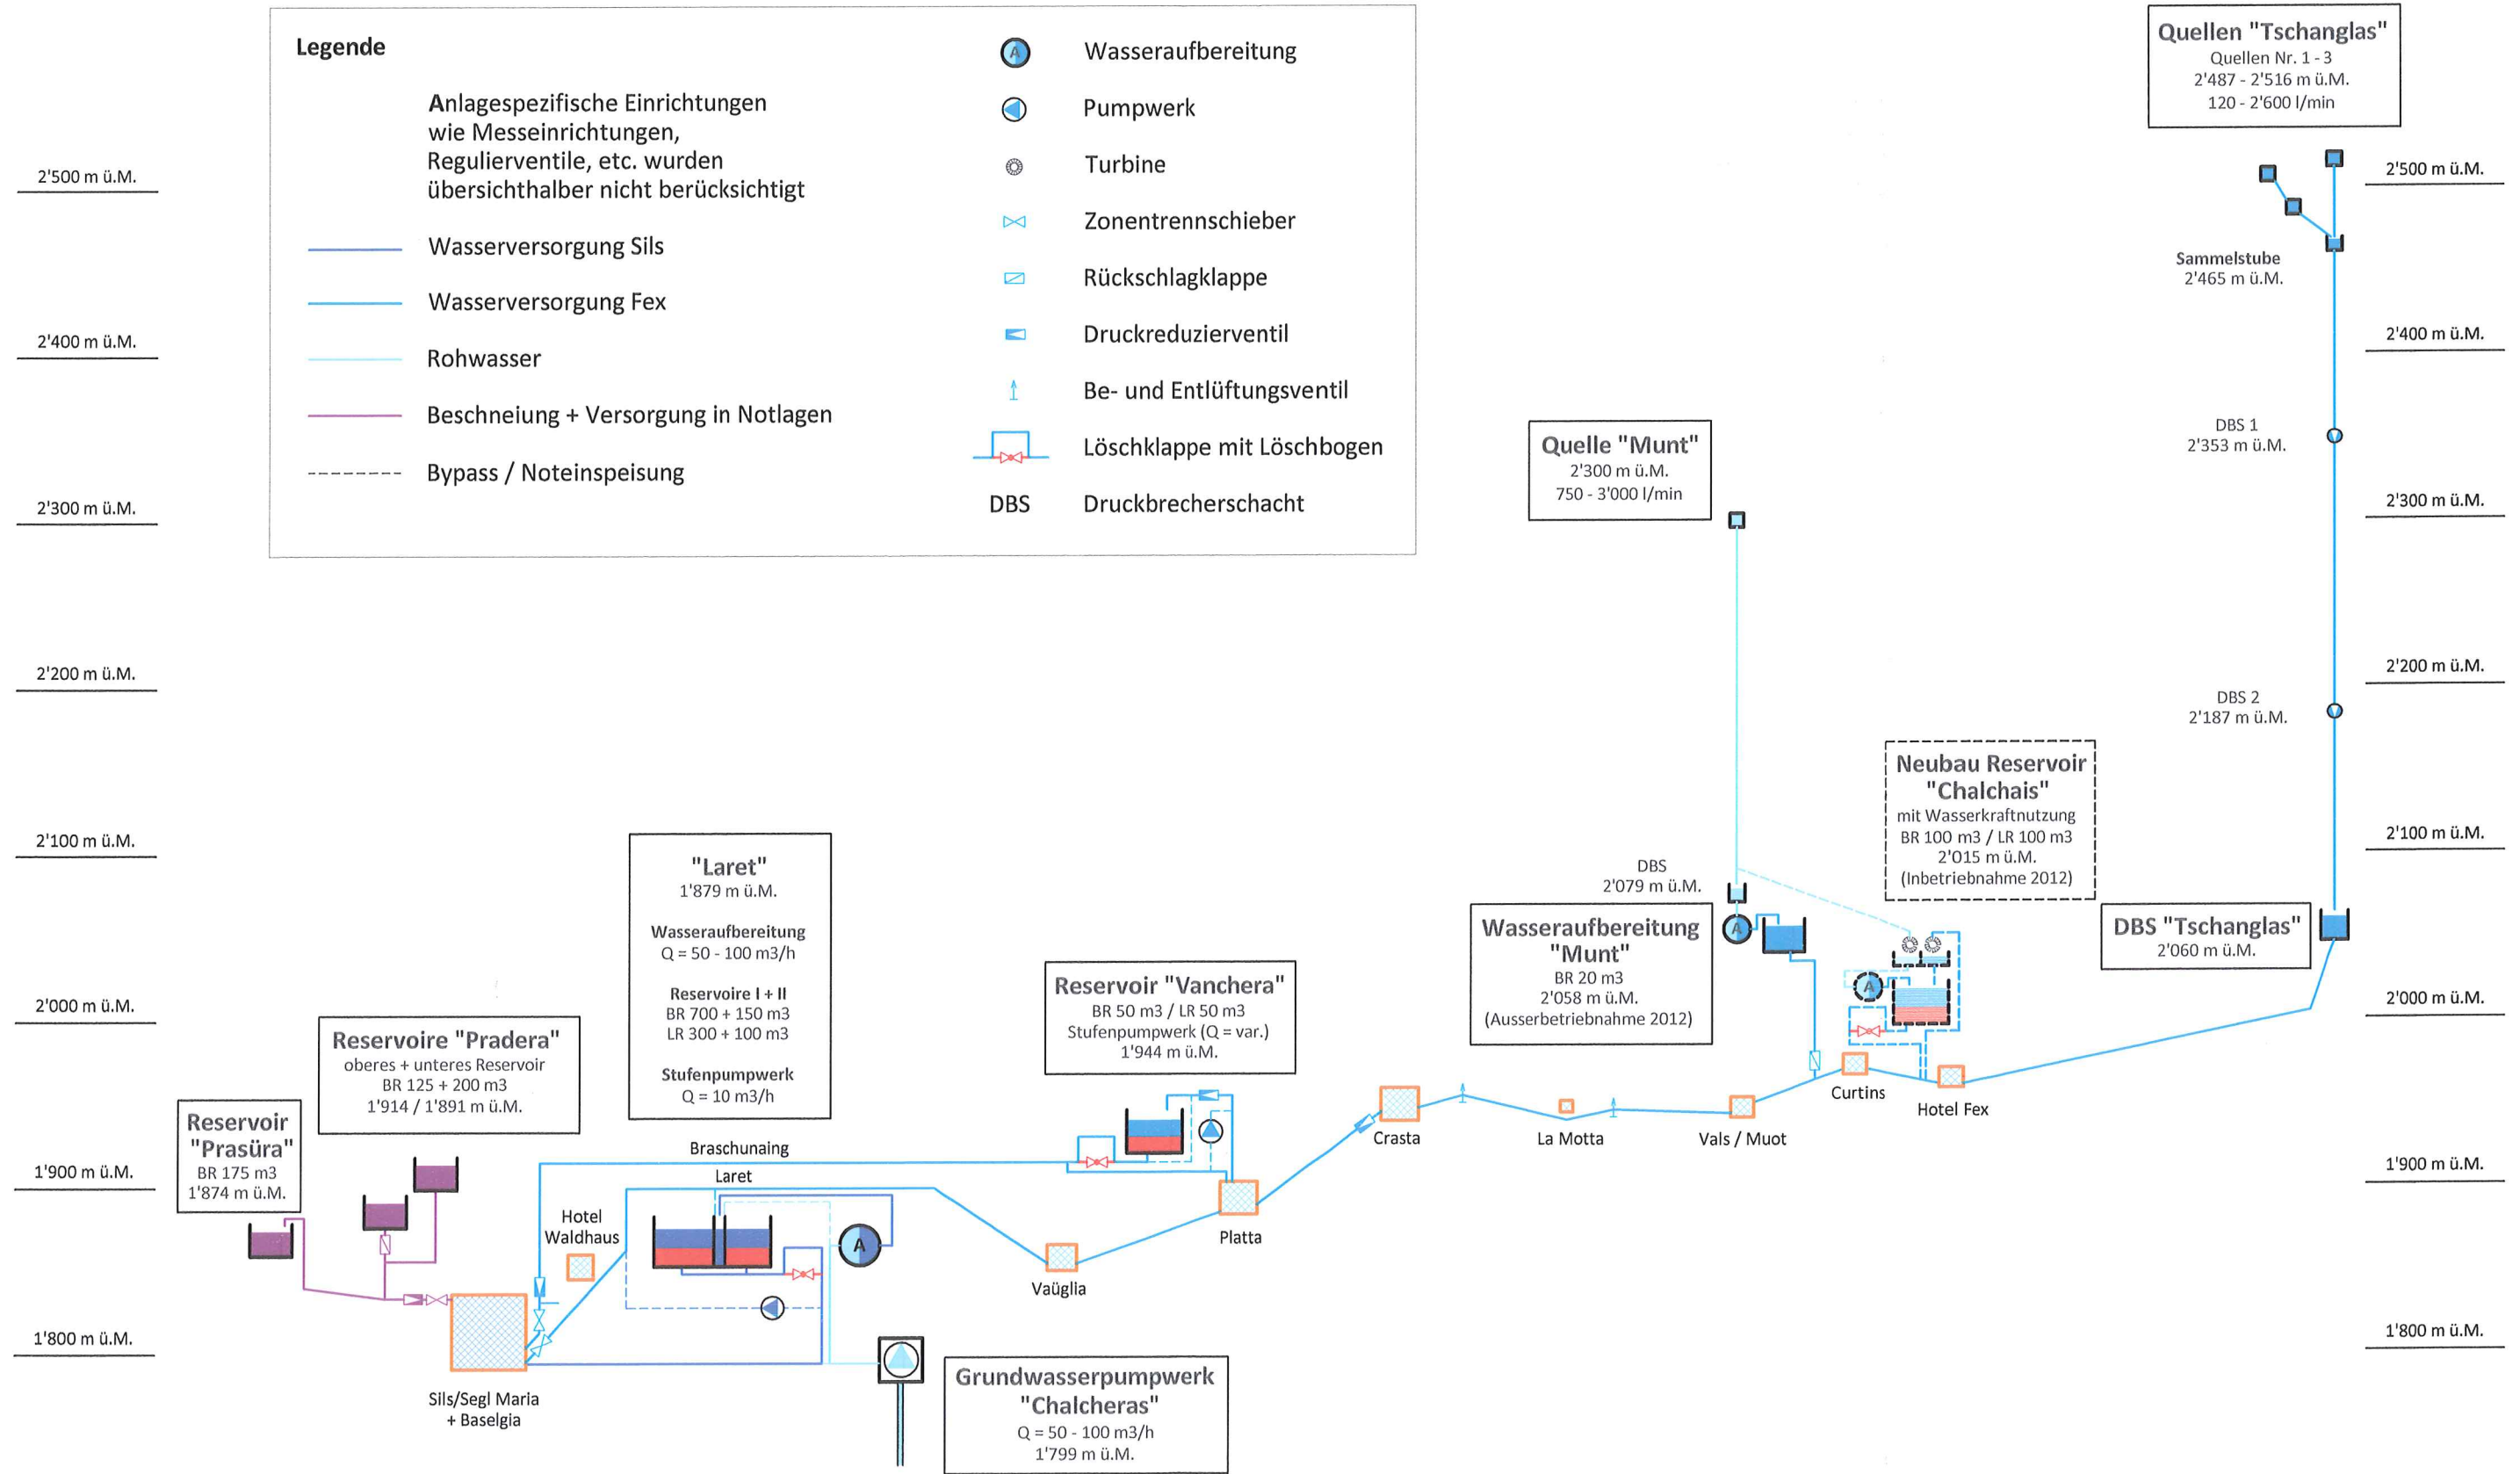 Legende
Anlagespezifische Einrichtungen
wie Messeinrichtungen,
Regulierventile, etc. wurden
übersichthalber nicht berücksichtigt
Wasserversorgung Sils
Wasserversorgung Fex
Rohwasser
Beschneiung + Versorgung in Notlagen
Bypass / Noteinspeisung
A
Wasseraufbereitung
Pumpwerk
Turbine
Zonentrennschieber
Rückschlagklappe
Druckreduzierventil
Be- und Entlüftungsventil
Löschklappe mit Löschbogen
DBS
Druckbrecherschacht
2'500 m ü.M.
2'400 m ü.M.
2'300 m ü.M.
2'200 m ü.M.
2'100 m ü.M.
2'000 m ü.M.
1'900 m ü.M.
1'800 m ü.M.
Reservoir
"Prasüra"
BR 175 m3
1'874 m ü.M.
Reservoire "Pradera"
oberes + unteres Reservoir
BR 125 + 200 m3
1'914 / 1'891 m ü.M.
Hotel
Waldhaus
Sils/Segl Maria
+ Baselgia
"Laret"
1'879 m ü.M.
Wasseraufbereitung
Q = 50 - 100 m3/h
Reservoire I + II
BR 700 + 150 m3
LR 300 + 100 m3
Stufenpumpwerk
Q = 10 m3/h
Braschunaing
Laret
A
Grundwasserpumpwerk
"Chalcheras"
Q = 50 - 100 m3/h
1'799 m ü.M.
Reservoir "Vanchera"
BR 50 m3 / LR 50 m3
Stufenpumpwerk (Q = var.)
1'944 m ü.M.
Vaüglia
Platta
Crasta
La Motta
Vals / Muot
Curtins
Hotel Fex
Quelle "Munt"
2'300 m ü.M.
750 - 3'000 l/min
DBS
2'079 m ü.M.
A
Wasseraufbereitung
"Munt"
BR 20 m3
2'058 m ü.M.
(Ausserbetriebnahme 2012)
Neubau Reservoir
"Chalchais"
mit Wasserkraftnutzung
BR 100 m3 / LR 100 m3
2'015 m ü.M.
(Inbetriebnahme 2012)
A
Quellen "Tschanglas"
Quellen Nr. 1 - 3
2'487 - 2'516 m ü.M.
120 - 2'600 l/min
Sammelstube
2'465 m ü.M.
DBS 1
2'353 m ü.M.
DBS 2
2'187 m ü.M.
DBS "Tschanglas"
2'060 m ü.M.
2'500 m ü.M.
2'400 m ü.M.
2'300 m ü.M.
2'200 m ü.M.
2'100 m ü.M.
2'000 m ü.M.
1'900 m ü.M.
1'800 m ü.M.